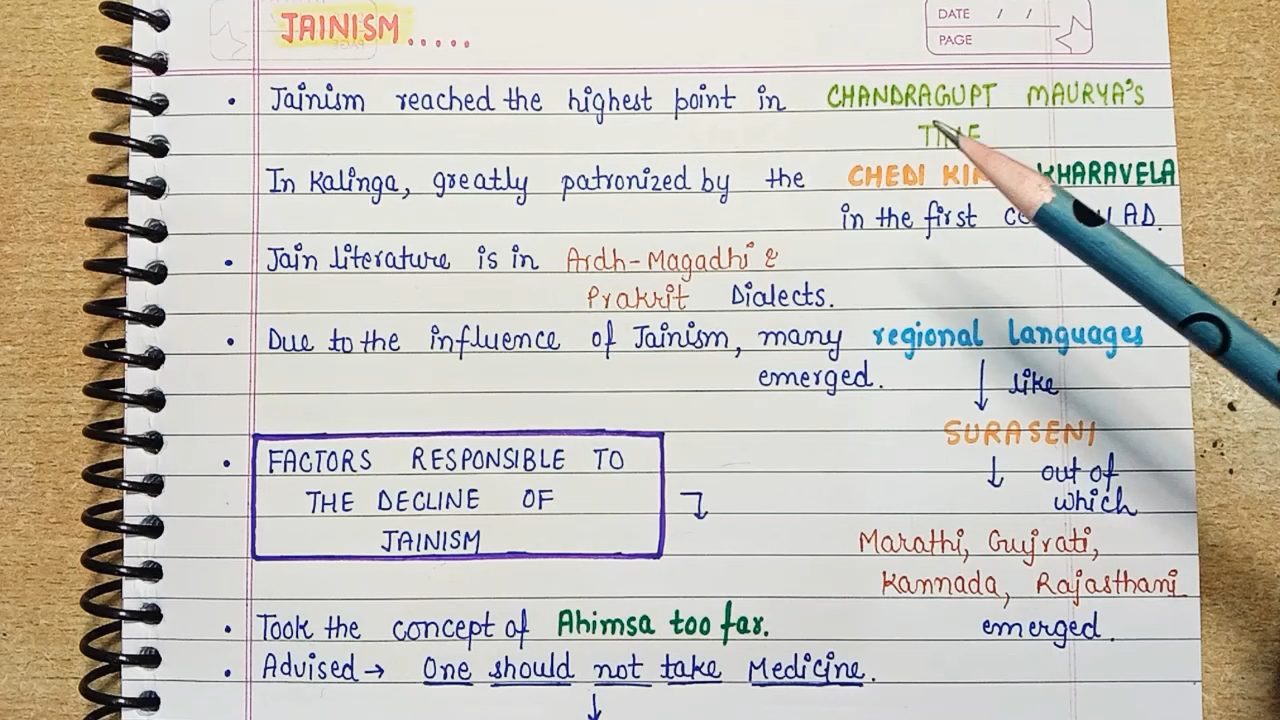 JAINISM.....
DATE / /
PAGE
• Jainism reached the highest point in CHANDRAGUPT MAURYA's
TIME
In Kalinga, greatly patronized by the CHEDI KHARAVELA
in the first AD.
• Jain literature is in Ardh-Magadhi &
Prakrit Dialects.
• Due to the influence of Jainism, many regional languages
emerged.
↓ like
SURASENI
↓ out of
which
Marathi, Gujrati,
Kannada, Rajasthani
emerged.
• FACTORS RESPONSIBLE TO
THE DECLINE OF
JAINISM
• Took the concept of Ahimsa too far.
• Advised → One should not take Medicine.
↓